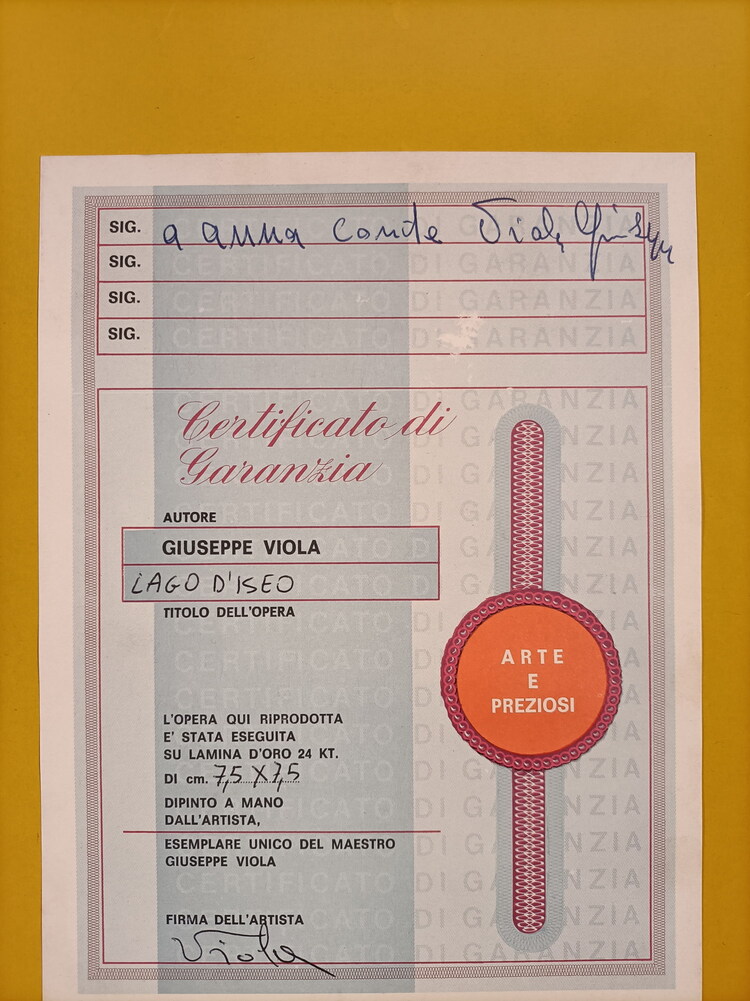 SIG. a anna conte Viola
SIG.
SIG.
SIG.
Certificato di
Garanzia
AUTORE
GIUSEPPE VIOLA
LAGO D'ISEO
TITOLO DELL'OPERA
ARTE
E
PREZIOSI
L'OPERA QUI RIPRODOTTA
E' STATA ESEGUITA
SU LAMINA D'ORO 24 KT.
DI cm. 7,5 X 7,5
DIPINTO A MANO
DALL'ARTISTA,
ESEMPLARE UNICO DEL MAESTRO
GIUSEPPE VIOLA
FIRMA DELL'ARTISTA
Viola